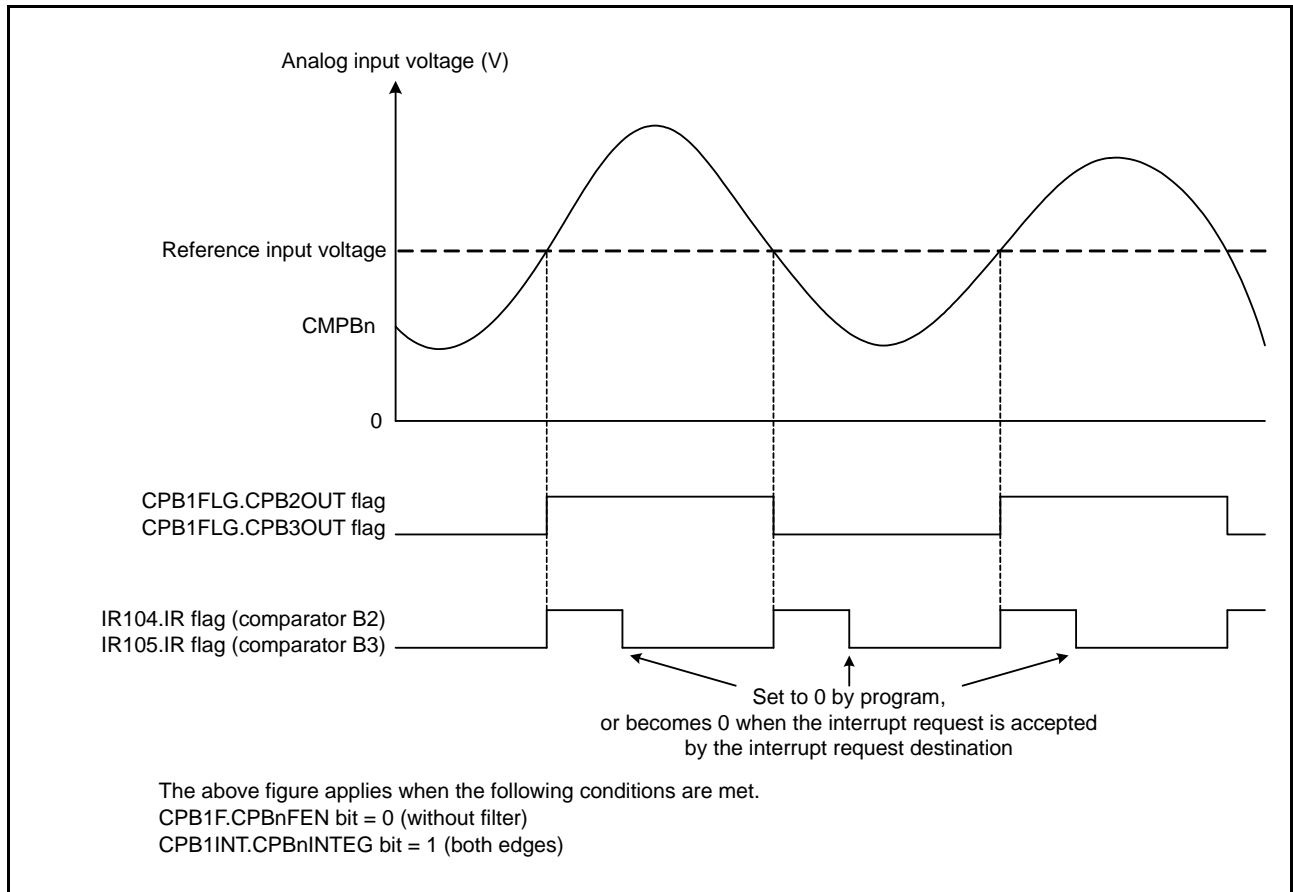 Analog input voltage (V)
Reference input voltage
CMPBn
0
CPB1FLG.CPB2OUT flag
CPB1FLG.CPB3OUT flag
IR104.IR flag (comparator B2)
IR105.IR flag (comparator B3)
Set to 0 by program,
or becomes 0 when the interrupt request is accepted
by the interrupt request destination
The above figure applies when the following conditions are met.
CPB1F.CPBnFEN bit = 0 (without filter)
CPB1INT.CPBnINTEG bit = 1 (both edges)